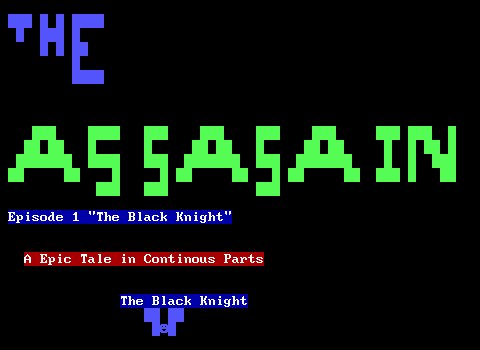 THE
ASSASAIN
Episode 1 "The Black Knight"
A Epic Tale in Continous Parts
The Black Knight